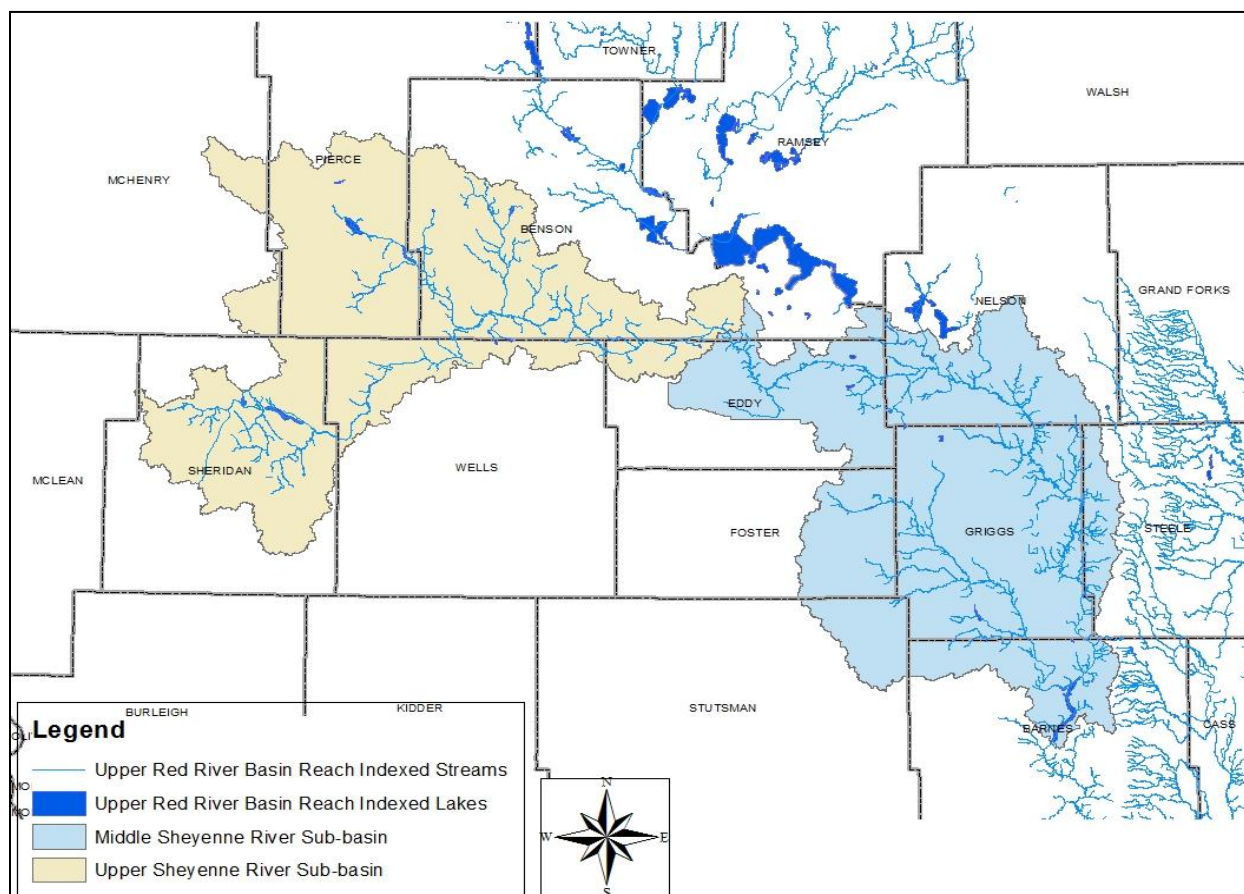 TOWNER
WALSH
RAMSEY
PIERCE
MCHENRY
BENSON
GRAND FORKS
NELSON
EDDY
SHERIDAN
WELLS
MCLEAN
FOSTER
GRIGGS
STEELE
BURLEIGH
KIDDER
STUTSMAN
BARNES
CASS
Legend
Upper Red River Basin Reach Indexed Streams
Upper Red River Basin Reach Indexed Lakes
Middle Sheyenne River Sub-basin
Upper Sheyenne River Sub-basin
N
W
E
S
MO
MO